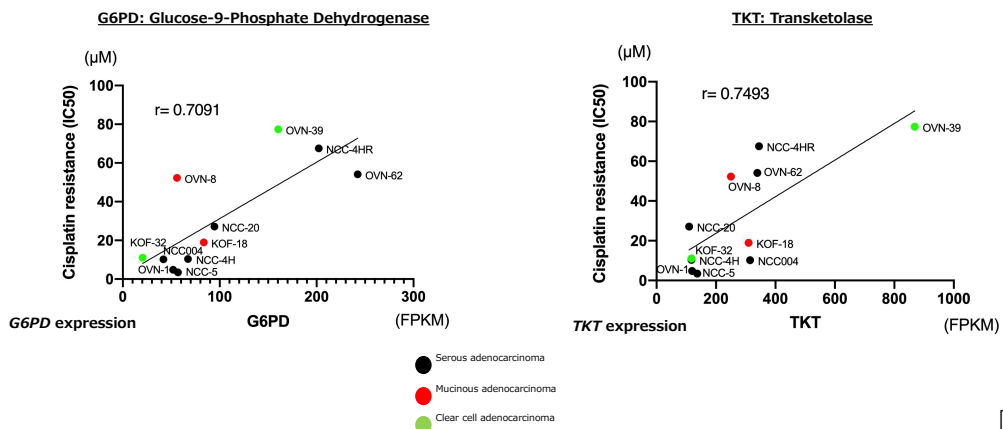 G6PD: Glucose-9-Phosphate Dehydrogenase
(μM)
Cisplatin resistance (IC50)
100
80
60
40
20
0
r= 0.7091
OVN-39
NCC-4HR
OVN-8
OVN-62
NCC-20
KOF-32
NCC004
KOF-18
NCC-4H
OVN-1
NCC-5
0
100
200
300
G6PD expression
G6PD
(FPKM)
TKT: Transketolase
(μM)
Cisplatin resistance (IC50)
100
80
60
40
20
0
r= 0.7493
OVN-39
NCC-4HR
OVN-62
OVN-8
NCC-20
KOF-18
KOF-32
NCC-4H
NCC004
OVN-1
NCC-5
0
200
400
600
800
1000
TKT expression
TKT
(FPKM)
Serous adenocarcinoma
Mucinous adenocarcinoma
Clear cell adenocarcinoma